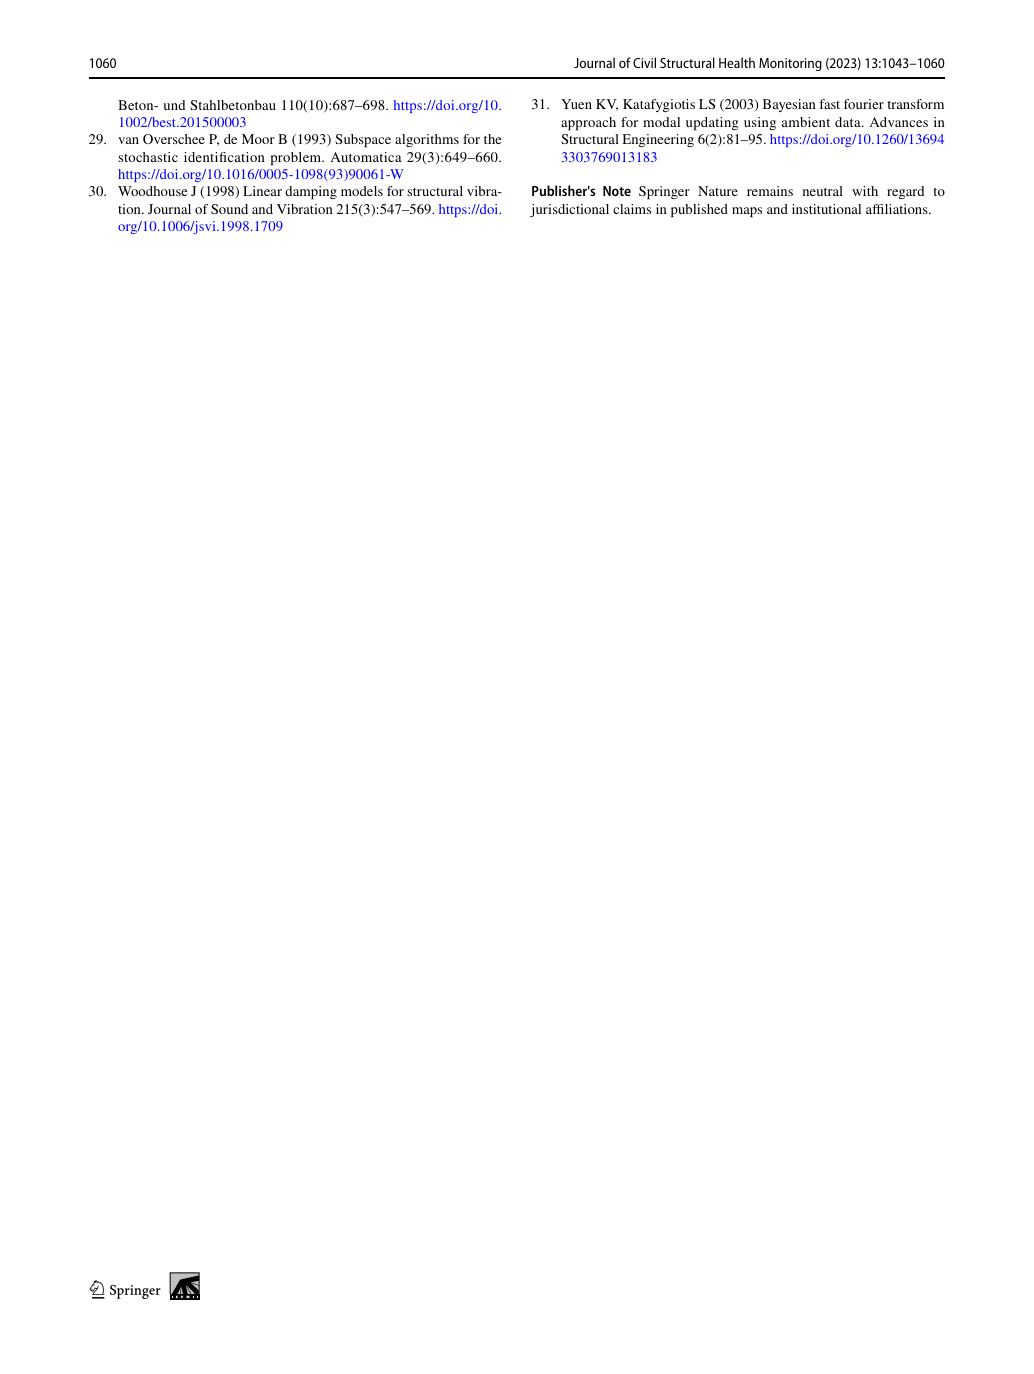 1060
Journal of Civil Structural Health Monitoring (2023) 13:1043–1060
Beton- und Stahlbetonbau 110(10):687–698. https://doi.org/10.
1002/best.201500003
29. van Overschee P, de Moor B (1993) Subspace algorithms for the
stochastic identification problem. Automatica 29(3):649–660.
https://doi.org/10.1016/0005-1098(93)90061-W
30. Woodhouse J (1998) Linear damping models for structural vibra-
tion. Journal of Sound and Vibration 215(3):547–569. https://doi.
org/10.1006/jsvi.1998.1709
31. Yuen KV, Katafygiotis LS (2003) Bayesian fast fourier transform
approach for modal updating using ambient data. Advances in
Structural Engineering 6(2):81–95. https://doi.org/10.1260/13694
3303769013183
Publisher's Note Springer Nature remains neutral with regard to
jurisdictional claims in published maps and institutional affiliations.
Springer